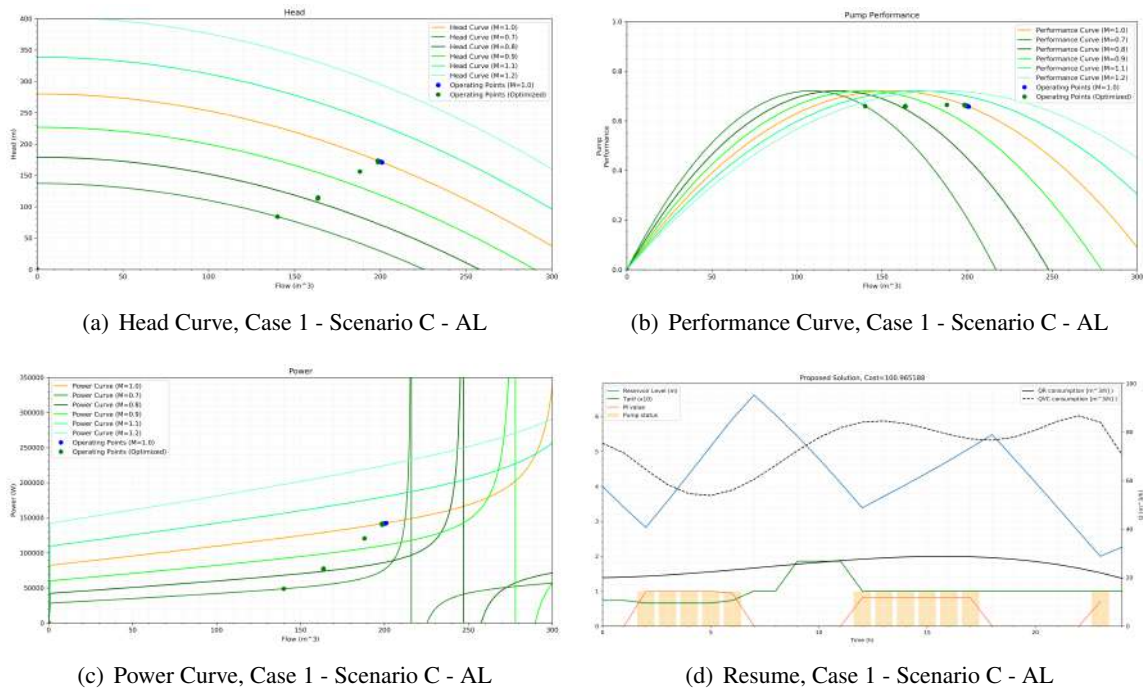 Head
Head (m)
400
350
300
250
200
150
100
50
0
Head Curve (M=1.0)
Head Curve (M=0.7)
Head Curve (M=0.8)
Head Curve (M=0.9)
Head Curve (M=1.1)
Head Curve (M=1.2)
Operating Points (M=1.0)
Operating Points (Optimized)
0 50 100 150 200 250 300
Flow (m^3)
(a) Head Curve, Case 1 - Scenario C - AL
Pump Performance
Pump
Performance
1.0
0.8
0.6
0.4
0.2
0.0
Performance Curve (M=1.0)
Performance Curve (M=0.7)
Performance Curve (M=0.8)
Performance Curve (M=0.9)
Performance Curve (M=1.1)
Performance Curve (M=1.2)
Operating Points (M=1.0)
Operating Points (Optimized)
0 50 100 150 200 250 300
Flow (m^3)
(b) Performance Curve, Case 1 - Scenario C - AL
Power
Power (W)
350000
300000
250000
200000
150000
100000
50000
0
Power Curve (M=1.0)
Power Curve (M=0.7)
Power Curve (M=0.8)
Power Curve (M=0.9)
Power Curve (M=1.1)
Power Curve (M=1.2)
Operating Points (M=1.0)
Operating Points (Optimized)
0 50 100 150 200 250 300
Flow (m^3)
(c) Power Curve, Case 1 - Scenario C - AL
Proposed Solution, Cost=100.965188
6
5
4
3
2
1
0
Reservoir Level (m)
Tarif (x10)
M value
Pump status
QR consumption [m^3/h] )
QVC consumption [m^3/h] )
100
80
60
40
20
0
Q [m^3/h]
0 5 10 15 20
Time (h)
(d) Resume, Case 1 - Scenario C - AL